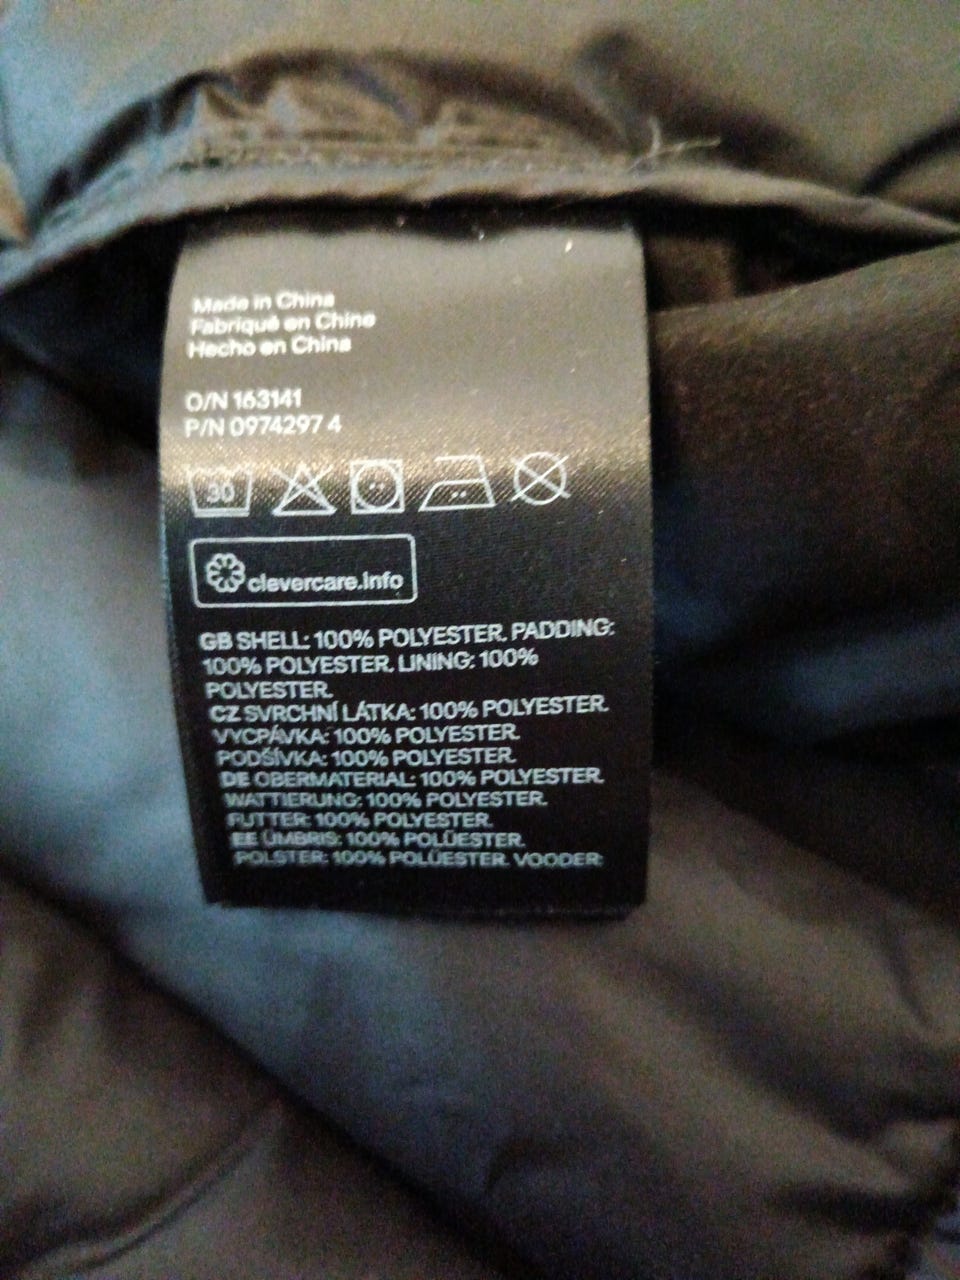 Made in China
Fabriqué en Chine
Hecho en China
O/N 163141
P/N 0974297 4
30
clevercare.info
GB SHELL: 100% POLYESTER. PADDING:
100% POLYESTER. LINING: 100%
POLYESTER.
CZ SVRCHNÍ LÁTKA: 100% POLYESTER.
VYCPÁVKA: 100% POLYESTER.
PODŠÍVKA: 100% POLYESTER.
DE OBERMATERIAL: 100% POLYESTER.
WATTIERUNG: 100% POLYESTER.
FUTTER: 100% POLYESTER.
EE ÜMBRIS: 100% POLÜESTER.
POLSTER: 100% POLÜESTER. VOODER: